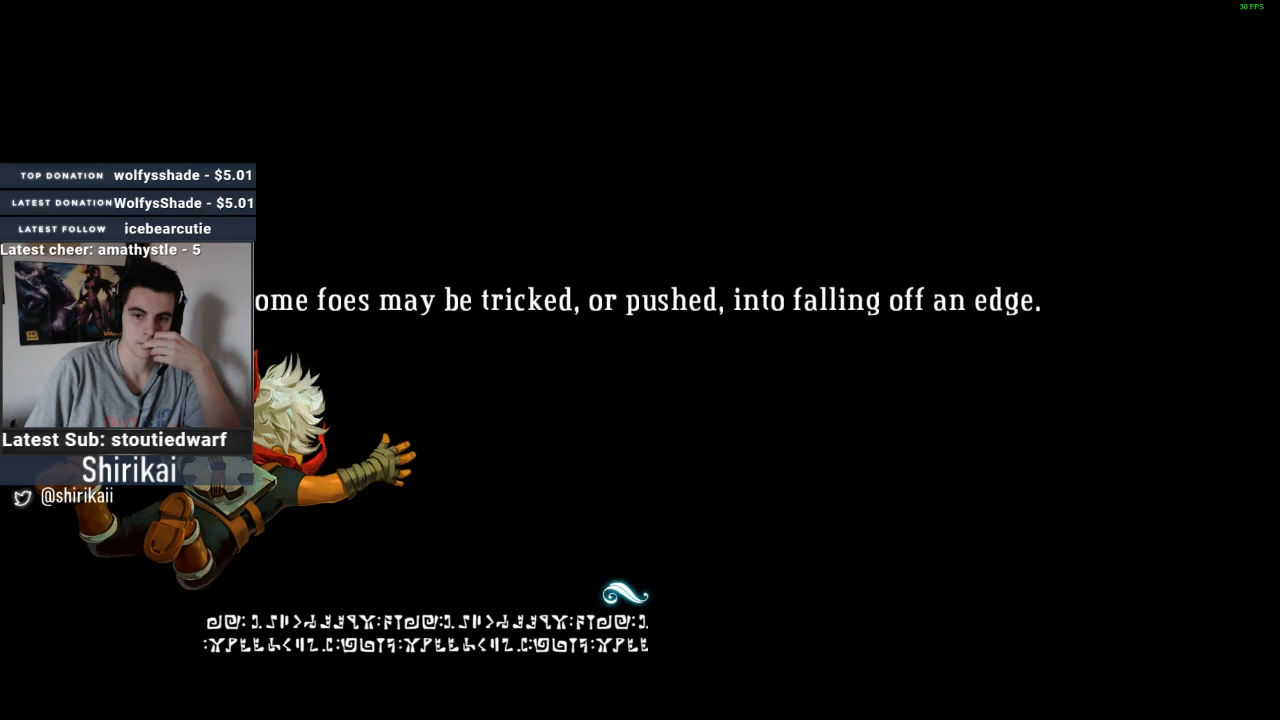 30 FPS
TOP DONATION wolfysshade - $5.01
LATEST DONATION WolfysShade - $5.01
LATEST FOLLOW icebearcutie
Latest cheer: amathystle - 5
ome foes may be tricked, or pushed, into falling off an edge.
Latest Sub: stoutiedwarf
Shirikai
@shirikaii